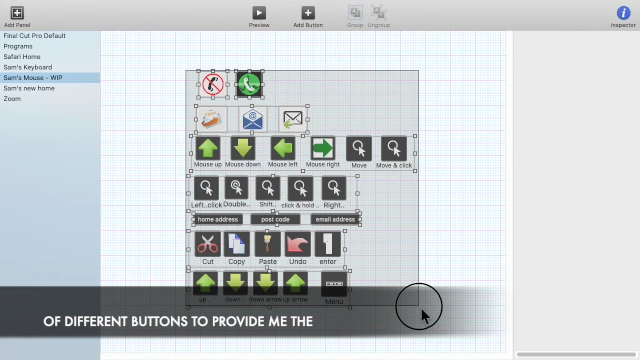 Add Panel
Preview
Add Button
Group
Ungroup
Inspector
Final Cut Pro Default
Programs
Safari Home
Sam's Keyboard
Sam's Mouse - WIP
Sam's new home
Zoom
Mouse up
Mouse down
Mouse left
Mouse right
Move
Move & click
Left..click
Double...
Shift..
click & hold ..
Right..
home address
post code
email address
Cut
Copy
Paste
Undo
enter
up...
down...
down arrow
up arrow
Menu
OF DIFFERENT BUTTONS TO PROVIDE ME THE